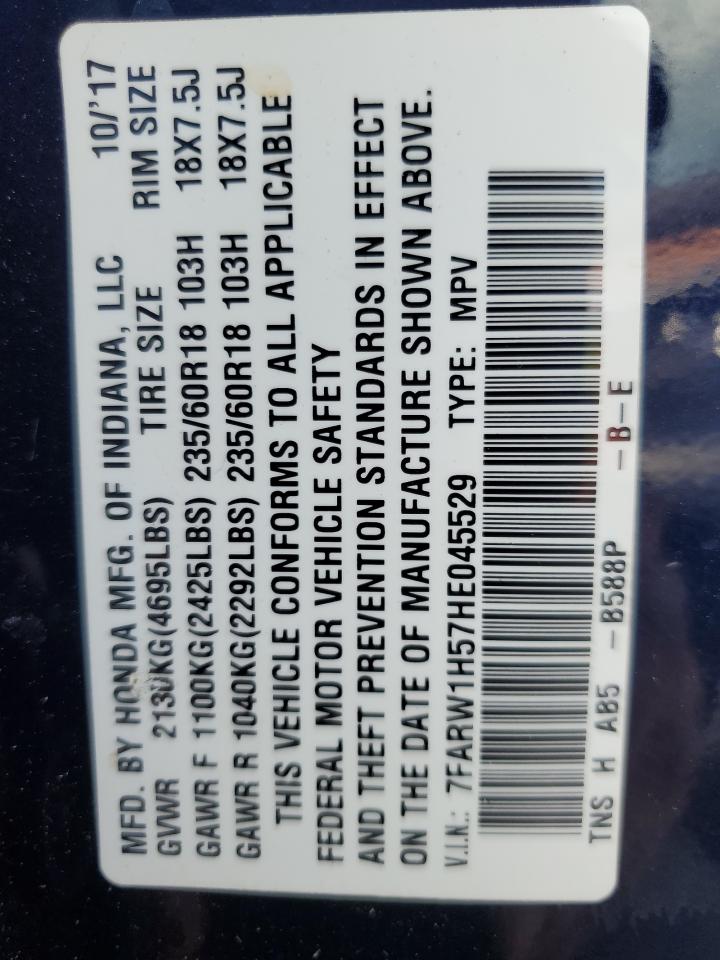 MFD. BY HONDA MFG. OF INDIANA, LLC 10/'17
GVWR 2130KG(4695LBS) TIRE SIZE RIM SIZE
GAWR F 1100KG(2425LBS) 235/60R18 103H 18X7.5J
GAWR R 1040KG(2292LBS) 235/60R18 103H 18X7.5J
THIS VEHICLE CONFORMS TO ALL APPLICABLE
FEDERAL MOTOR VEHICLE SAFETY
AND THEFT PREVENTION STANDARDS IN EFFECT
ON THE DATE OF MANUFACTURE SHOWN ABOVE.
V.I.N.: 7FARW1H57HE045529 TYPE: MPV
TNS H AB5 -B588P -B-E